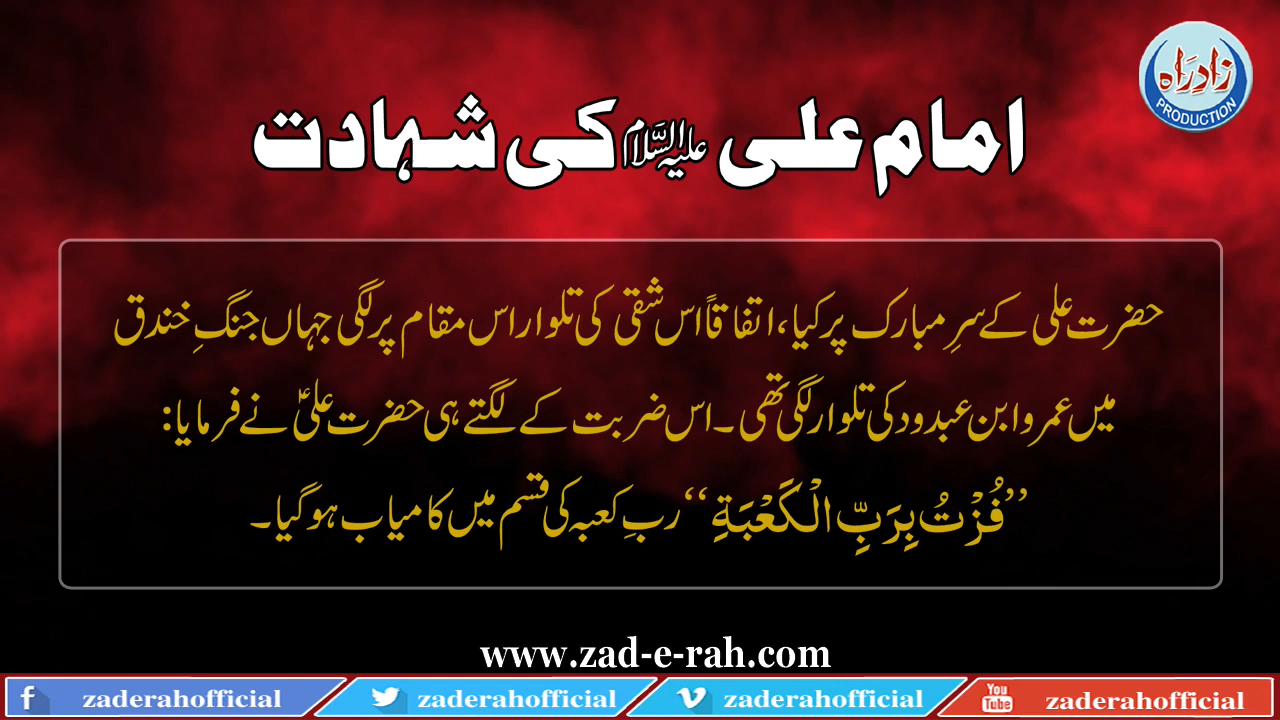 زادِراہ
PRODUCTION
امام علی علیہ السلام کی شہادت
حضرت علی کے سرِ مبارک پر کیا، اتفاقاً اس شقی کی تلوار اس مقام پر لگی جہاں جنگِ خندق
میں عمرو ابن عبدود کی تلوار لگی تھی۔ اس ضربت کے لگتے ہی حضرت علیؑ نے فرمایا:
’’فُزْتُ بِرَبِّ الْكَعْبَةِ‘‘ ربِ کعبہ کی قسم میں کامیاب ہو گیا۔
www.zad-e-rah.com
f zaderahofficial zaderahofficial v zaderahofficial You Tube zaderahofficial